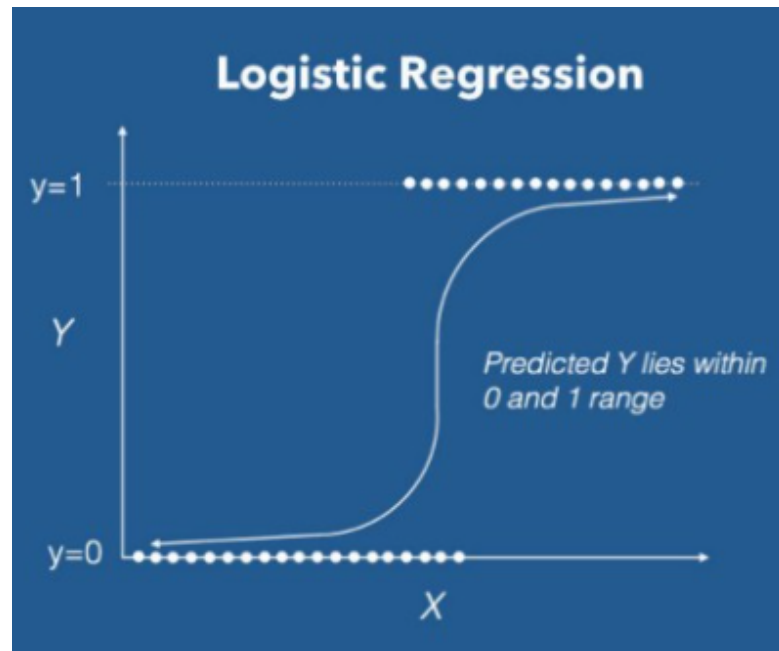 Logistic Regression
y=1
Y
Predicted Y lies within
0 and 1 range
y=0
X